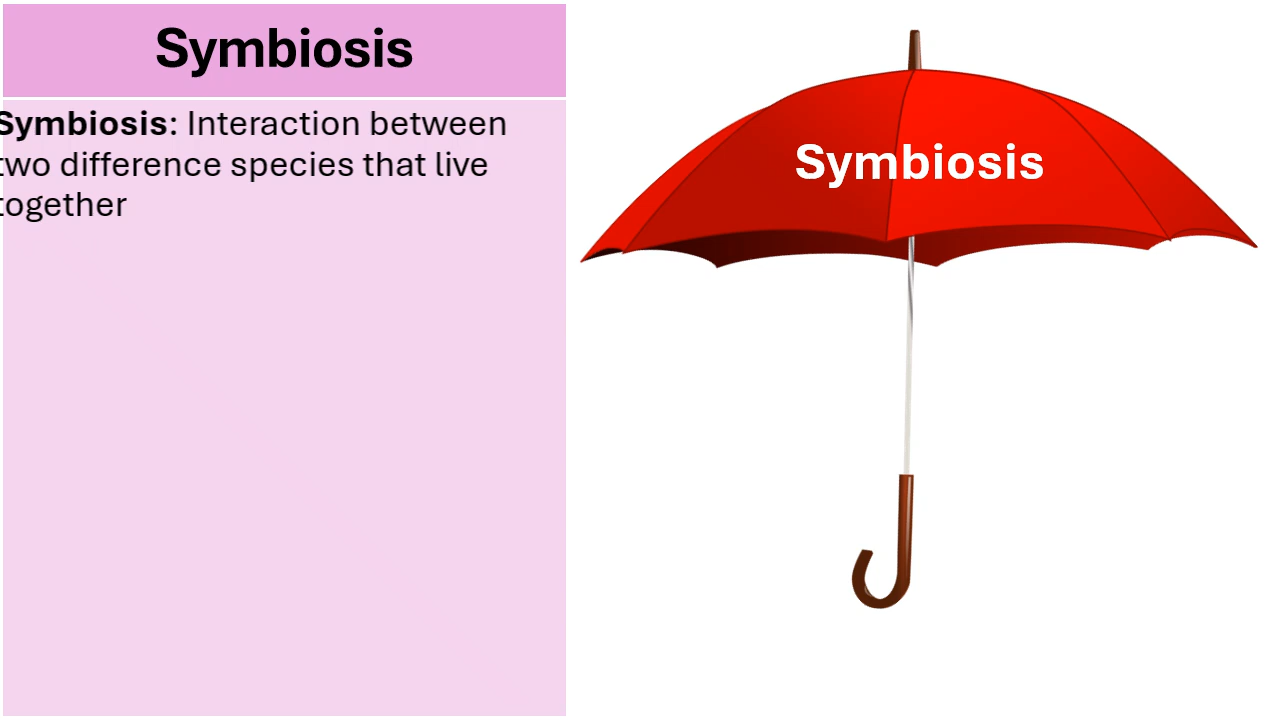 Symbiosis
Symbiosis: Interaction between
two difference species that live
together
Symbiosis